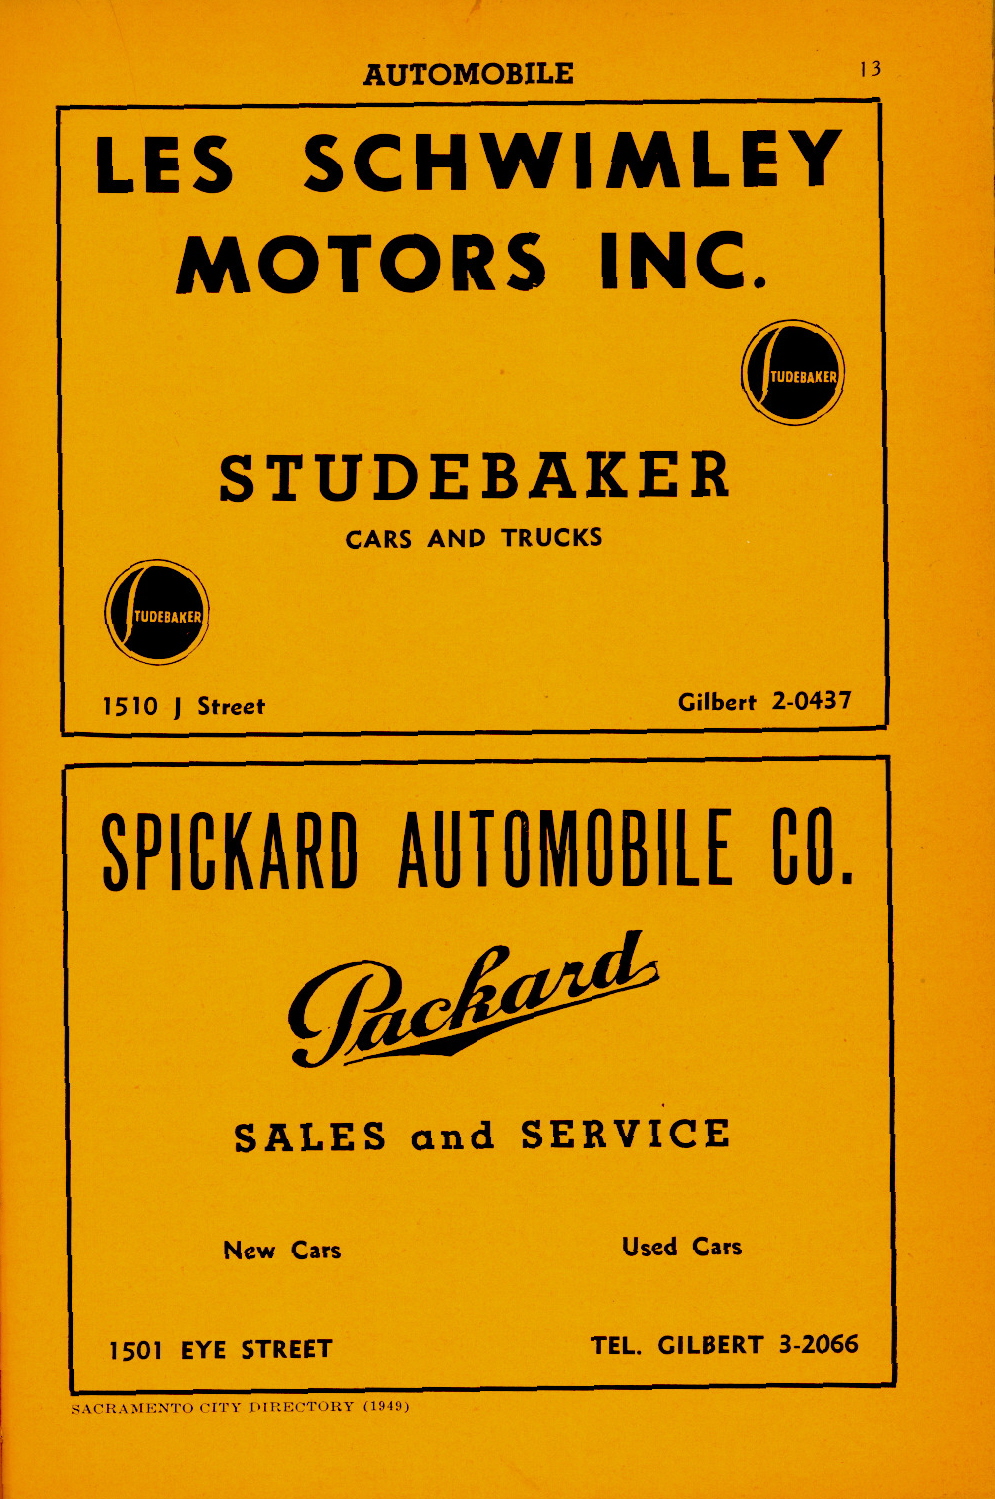 AUTOMOBILE 13
LES SCHWIMLEY
MOTORS INC.
STUDEBAKER
STUDEBAKER
CARS AND TRUCKS
STUDEBAKER
1510 J Street Gilbert 2-0437
SPICKARD AUTOMOBILE CO.
Packard
SALES and SERVICE
New Cars Used Cars
1501 EYE STREET TEL. GILBERT 3-2066
SACRAMENTO CITY DIRECTORY (1949)